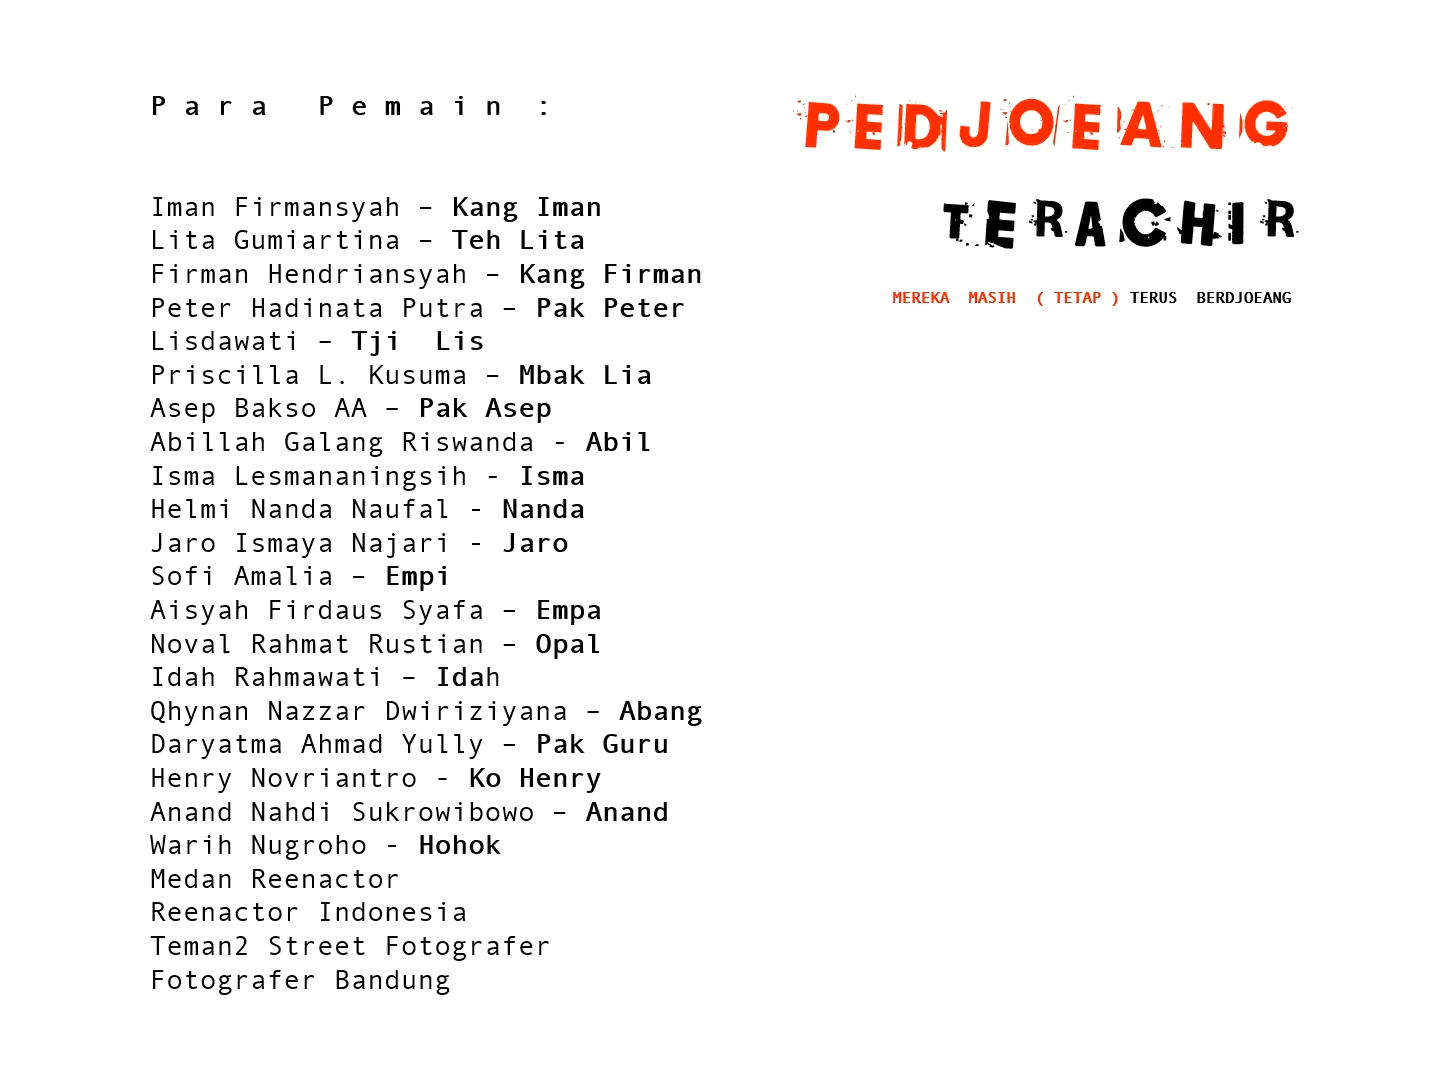 P a r a  P e m a i n :
Iman Firmansyah – Kang Iman
Lita Gumiartina – Teh Lita
Firman Hendriansyah – Kang Firman
Peter Hadinata Putra – Pak Peter
Lisdawati – Tji  Lis
Priscilla L. Kusuma – Mbak Lia
Asep Bakso AA – Pak Asep
Abillah Galang Riswanda - Abil
Isma Lesmananingsih - Isma
Helmi Nanda Naufal - Nanda
Jaro Ismaya Najari - Jaro
Sofi Amalia – Empi
Aisyah Firdaus Syafa – Empa
Noval Rahmat Rustian – Opal
Idah Rahmawati – Idah
Qhynan Nazzar Dwiriziyana – Abang
Daryatma Ahmad Yully – Pak Guru
Henry Novriantro - Ko Henry
Anand Nahdi Sukrowibowo – Anand
Warih Nugroho - Hohok
Medan Reenactor
Reenactor Indonesia
Teman2 Street Fotografer
Fotografer Bandung
PEDJOEANG
TERACHIR
MEREKA MASIH ( TETAP ) TERUS BERDJOEANG